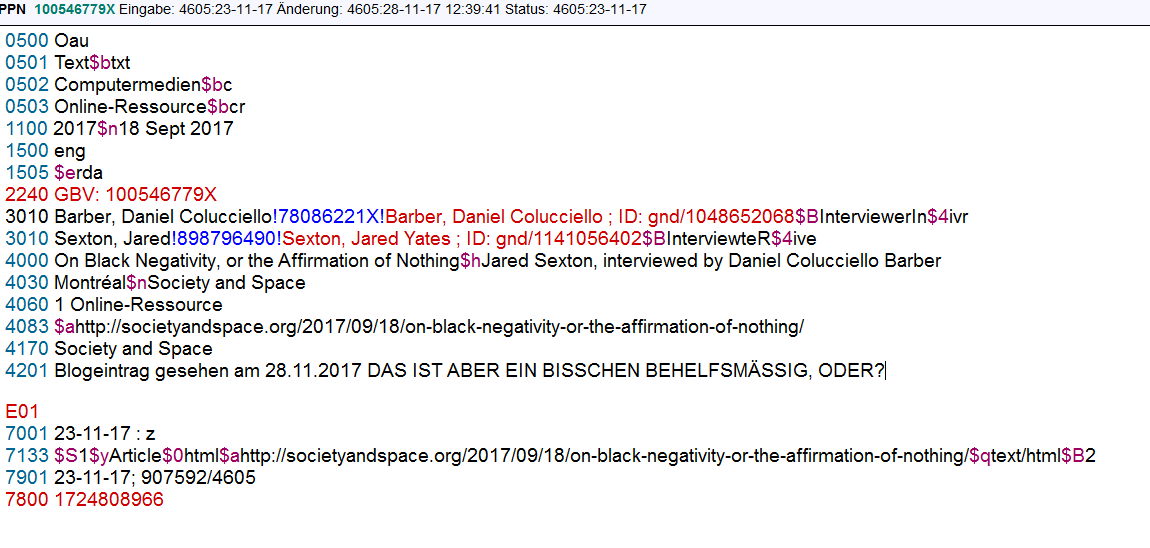 PPN 100546779X Eingabe: 4605:23-11-17 Änderung: 4605:28-11-17 12:39:41 Status: 4605:23-11-17
0500 Oau
0501 Text$btxt
0502 Computermedien$bc
0503 Online-Ressource$bcr
1100 2017$n18 Sept 2017
1500 eng
1505 $erda
2240 GBV: 100546779X
3010 Barber, Daniel Colucciello!78086221X!Barber, Daniel Colucciello ; ID: gnd/1048652068$BInterviewerIn$4ivr
3010 Sexton, Jared!898796490!Sexton, Jared Yates ; ID: gnd/1141056402$BInterviewteR$4ive
4000 On Black Negativity, or the Affirmation of Nothing$hJared Sexton, interviewed by Daniel Colucciello Barber
4030 Montréal$nSociety and Space
4060 1 Online-Ressource
4083 $ahttp://societyandspace.org/2017/09/18/on-black-negativity-or-the-affirmation-of-nothing/
4170 Society and Space
4201 Blogeintrag gesehen am 28.11.2017 DAS IST ABER EIN BISSCHEN BEHELFSMÄSSIG, ODER?
E01
7001 23-11-17 : z
7133 $S1$yArticle$0html$ahttp://societyandspace.org/2017/09/18/on-black-negativity-or-the-affirmation-of-nothing/$qtext/html$B2
7901 23-11-17; 907592/4605
7800 1724808966